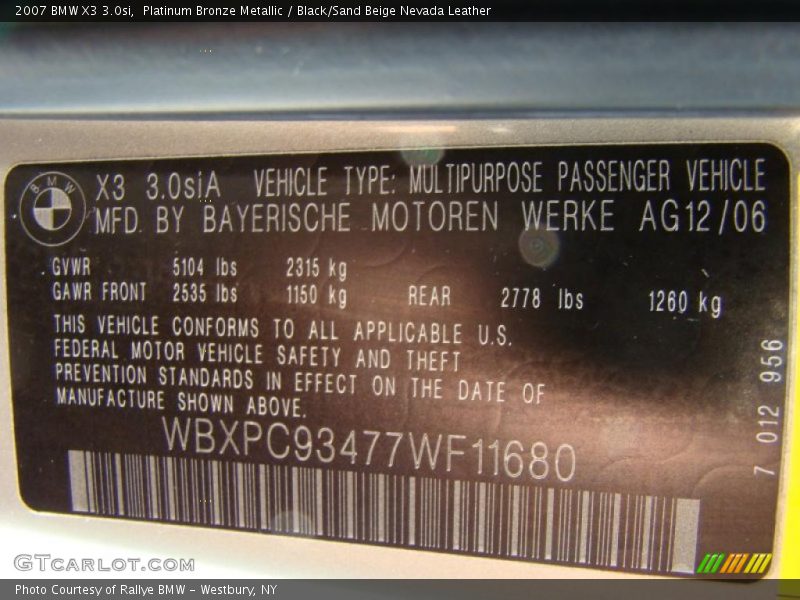 2007 BMW X3 3.0si,  Platinum Bronze Metallic / Black/Sand Beige Nevada Leather
BMW X3 3.0siA VEHICLE TYPE: MULTIPURPOSE PASSENGER VEHICLE
MFD. BY BAYERISCHE MOTOREN WERKE AG 12/06
GVWR 5104 lbs 2315 kg
GAWR FRONT 2535 lbs 1150 kg REAR 2778 lbs 1260 kg
THIS VEHICLE CONFORMS TO ALL APPLICABLE U.S.
FEDERAL MOTOR VEHICLE SAFETY AND THEFT
PREVENTION STANDARDS IN EFFECT ON THE DATE OF
MANUFACTURE SHOWN ABOVE.
WBXPC93477WF11680
7 012 956
GTCARLOT.COM
Photo Courtesy of Rallye BMW - Westbury, NY